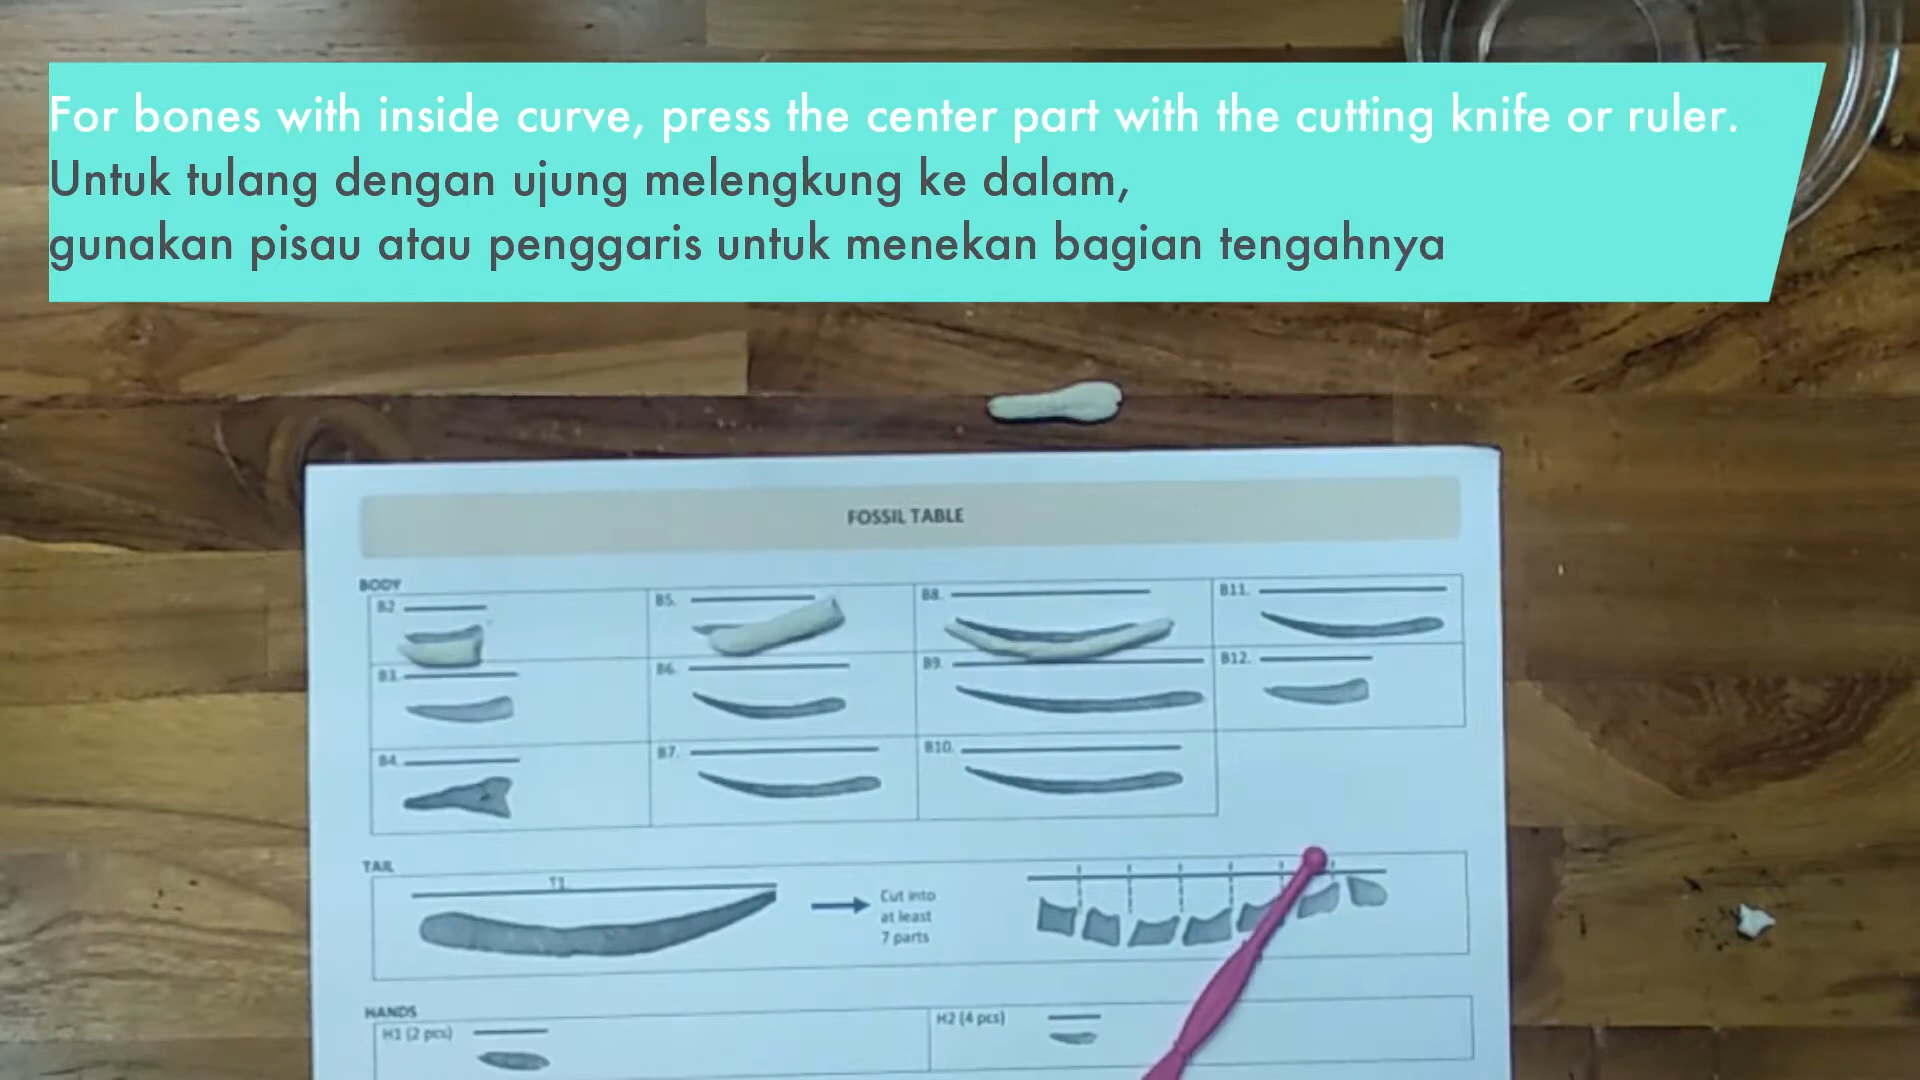 For bones with inside curve, press the center part with the cutting knife or ruler.
Untuk tulang dengan ujung melengkung ke dalam,
gunakan pisau atau penggaris untuk menekan bagian tengahnya
FOSSIL TABLE
BODY
B2
B5.
B8.
B11.
B3.
B6.
B9.
B12.
B4.
B7.
B10.
TAIL
T1
Cut into
at least
7 parts
HANDS
H1 (2 pcs)
H2 (4 pcs)